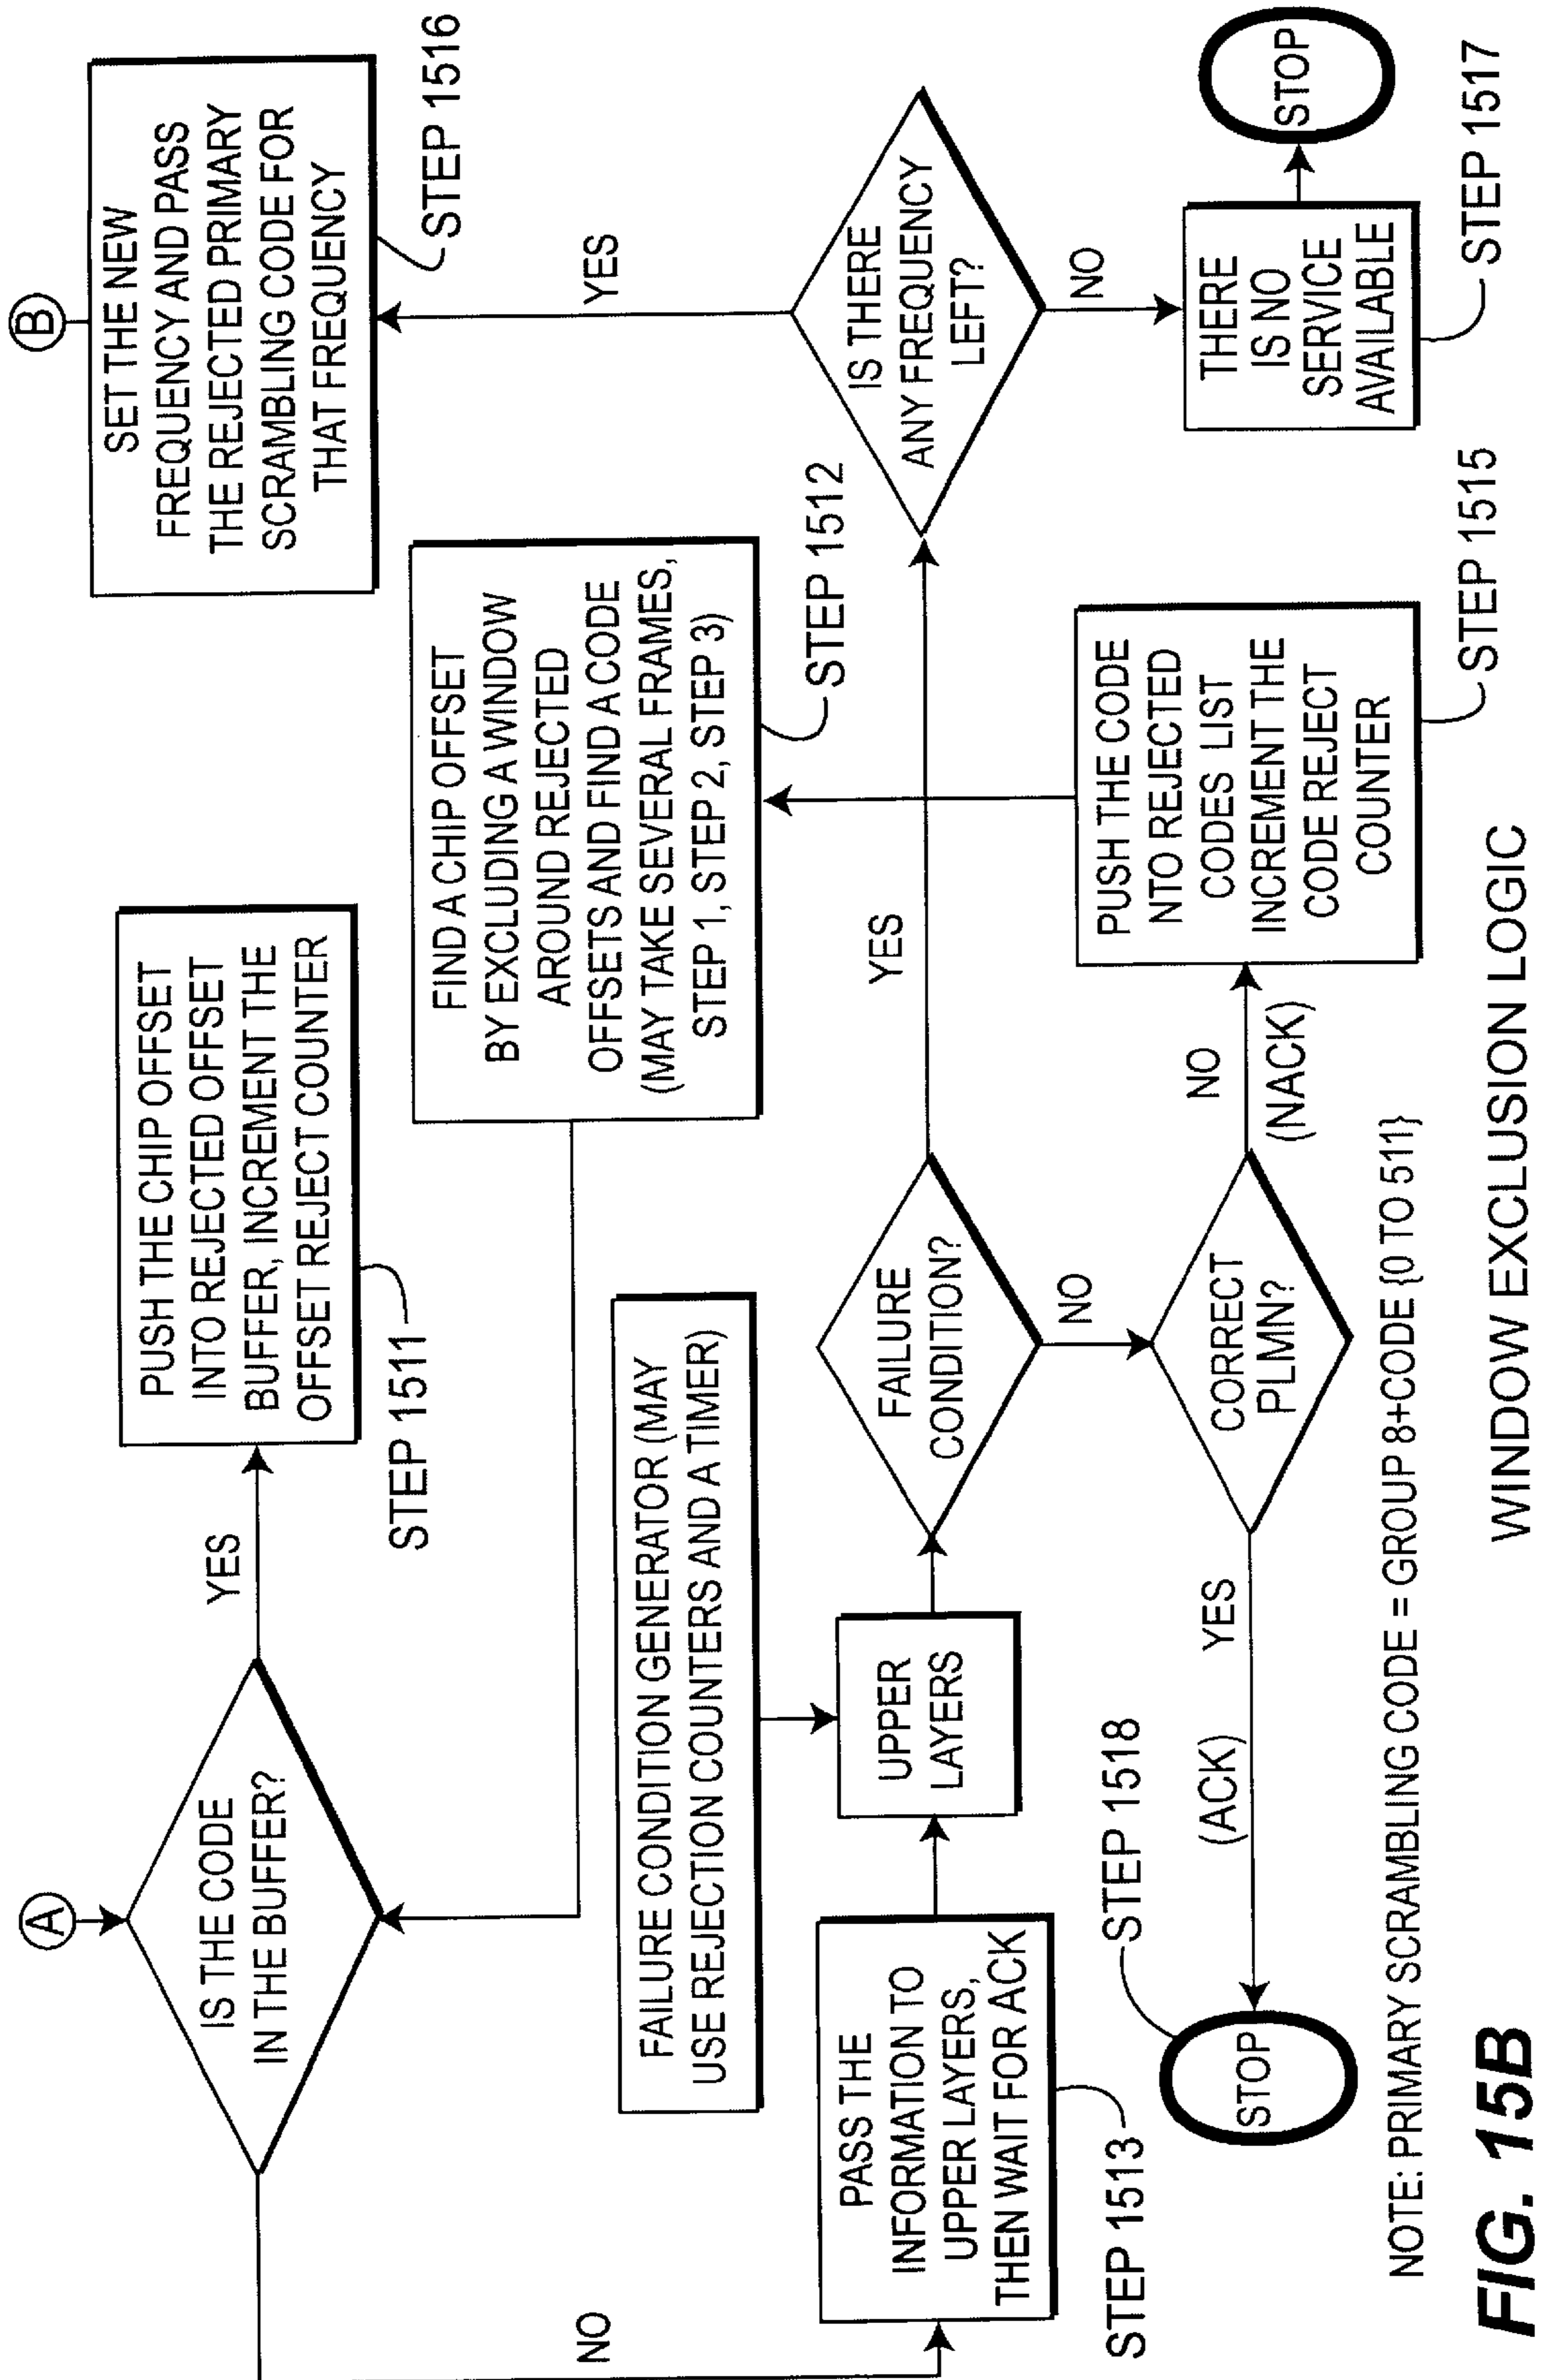 A
IS THE CODE
IN THE BUFFER?
YES
NO
PUSH THE CHIP OFFSET
INTO REJECTED OFFSET
BUFFER, INCREMENT THE
OFFSET REJECT COUNTER
STEP 1511
B
SET THE NEW
FREQUENCY AND PASS
THE REJECTED PRIMARY
SCRAMBLING CODE FOR
THAT FREQUENCY
STEP 1516
FIND A CHIP OFFSET
BY EXCLUDING A WINDOW
AROUND REJECTED
OFFSETS AND FIND A CODE
(MAY TAKE SEVERAL FRAMES,
STEP 1, STEP 2, STEP 3)
STEP 1512
FAILURE CONDITION GENERATOR (MAY
USE REJECTION COUNTERS AND A TIMER)
PASS THE
INFORMATION TO
UPPER LAYERS,
THEN WAIT FOR ACK
STEP 1513
UPPER
LAYERS
FAILURE
CONDITION?
YES
NO
IS THERE
ANY FREQUENCY
LEFT?
YES
NO
THERE
IS NO
SERVICE
AVAILABLE
STEP 1517
STOP
CORRECT
PLMN?
YES
(ACK)
NO
(NACK)
PUSH THE CODE
NTO REJECTED
CODES LIST
INCREMENT THE
CODE REJECT
COUNTER
STEP 1515
STOP
STEP 1518
NOTE: PRIMARY SCRAMBLING CODE = GROUP 8+CODE {0 TO 511}
WINDOW EXCLUSION LOGIC
FIG. 15B